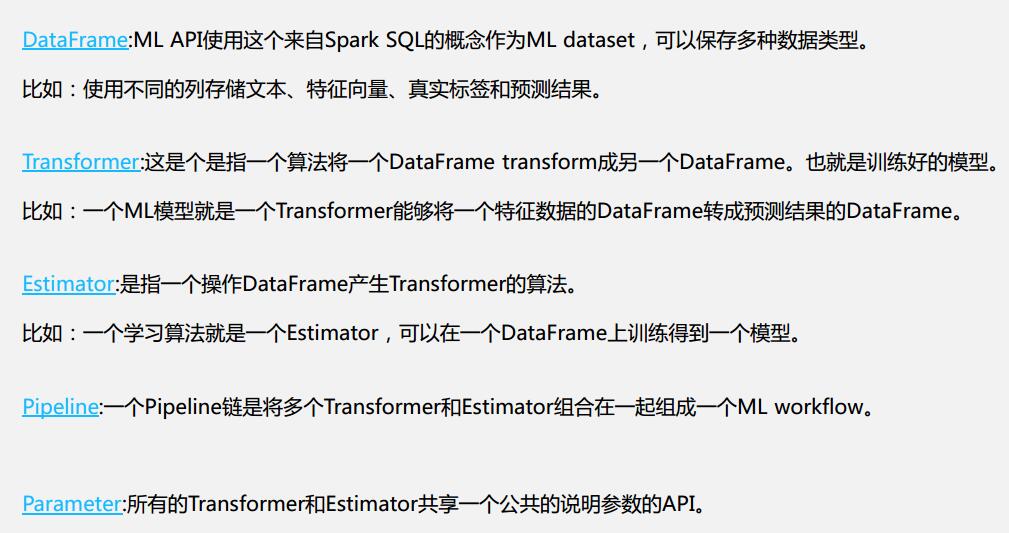 DataFrame:ML API使用这个来自Spark SQL的概念作为ML dataset，可以保存多种数据类型。
比如：使用不同的列存储文本、特征向量、真实标签和预测结果。
Transformer:这是个是指一个算法将一个DataFrame transform成另一个DataFrame。也就是训练好的模型。
比如：一个ML模型就是一个Transformer能够将一个特征数据的DataFrame转成预测结果的DataFrame。
Estimator:是指一个操作DataFrame产生Transformer的算法。
比如：一个学习算法就是一个Estimator，可以在一个DataFrame上训练得到一个模型。
Pipeline:一个Pipeline链是将多个Transformer和Estimator组合在一起组成一个ML workflow。
Parameter:所有的Transformer和Estimator共享一个公共的说明参数的API。